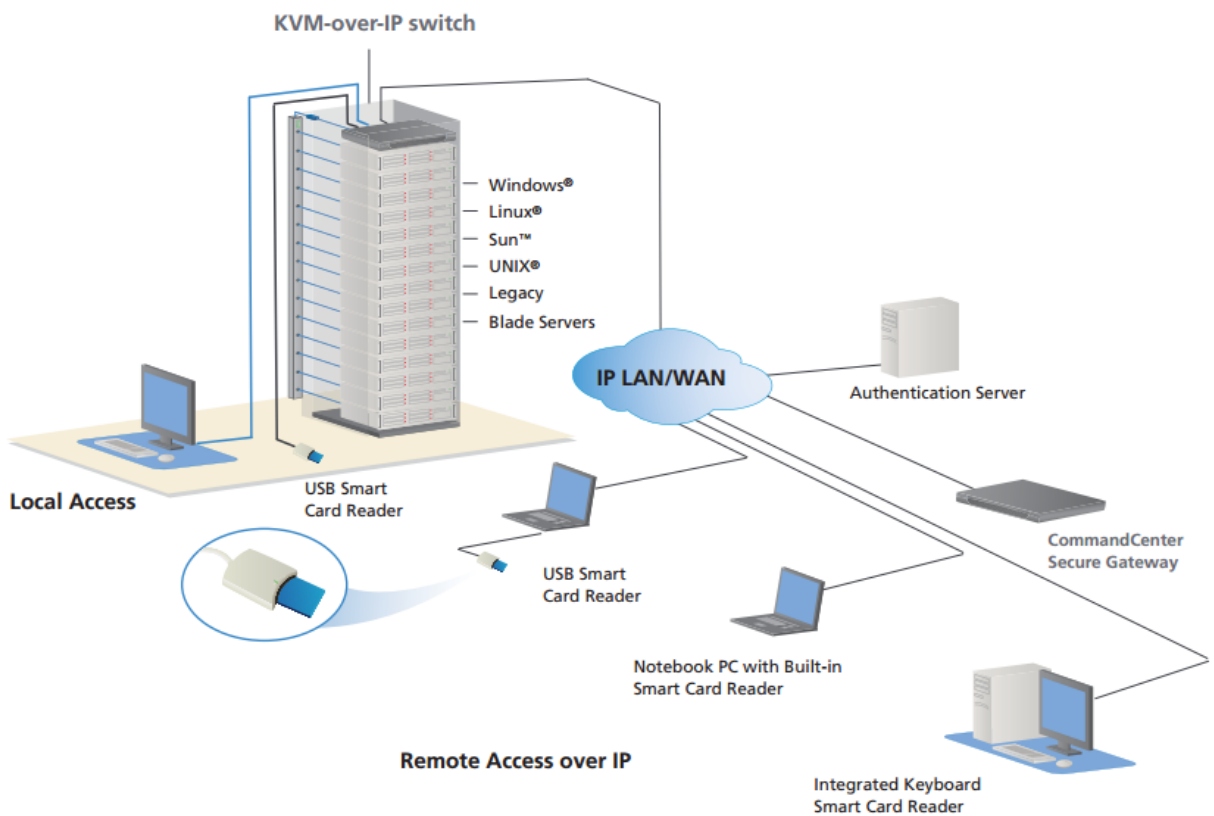 KVM-over-IP switch
Windows®
Linux®
Sun™
UNIX®
Legacy
Blade Servers
IP LAN/WAN
Authentication Server
Local Access
USB Smart
Card Reader
USB Smart
Card Reader
CommandCenter
Secure Gateway
Notebook PC with Built-in
Smart Card Reader
Remote Access over IP
Integrated Keyboard
Smart Card Reader